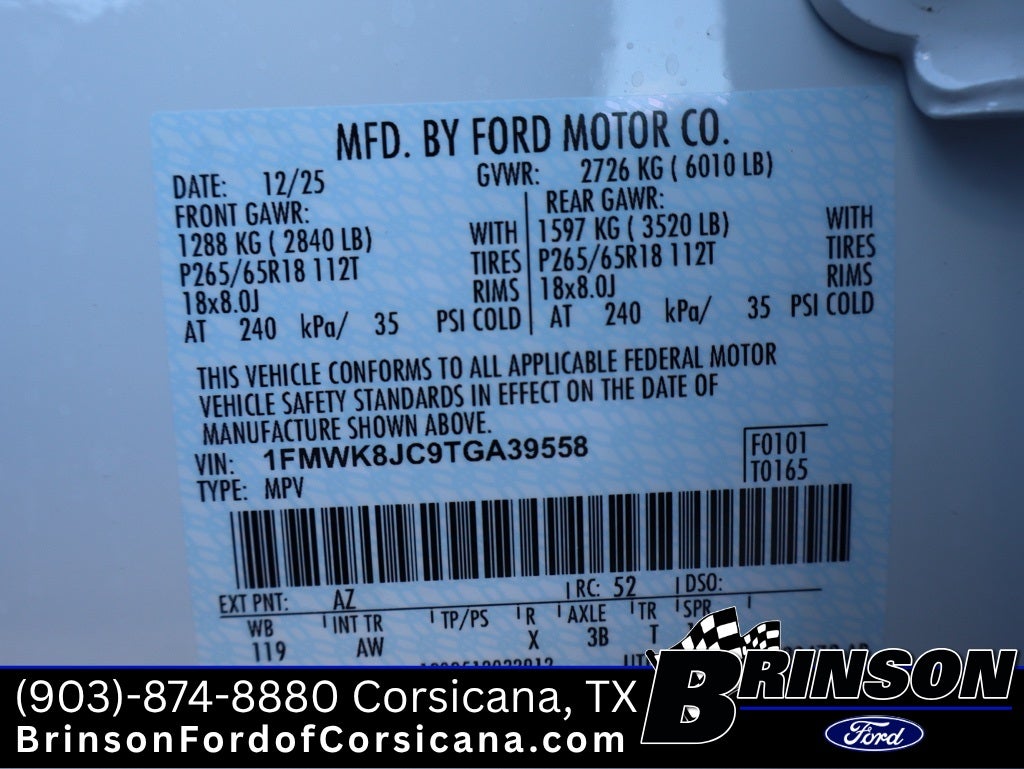 MFD. BY FORD MOTOR CO.
DATE: 12/25 GVWR: 2726 KG ( 6010 LB)
FRONT GAWR: REAR GAWR:
1288 KG ( 2840 LB) WITH 1597 KG ( 3520 LB) WITH
P265/65R18 112T TIRES P265/65R18 112T TIRES
18x8.0J RIMS 18x8.0J RIMS
AT 240 kPa/ 35 PSI COLD AT 240 kPa/ 35 PSI COLD
THIS VEHICLE CONFORMS TO ALL APPLICABLE FEDERAL MOTOR
VEHICLE SAFETY STANDARDS IN EFFECT ON THE DATE OF
MANUFACTURE SHOWN ABOVE.
VIN: 1FMWK8JC9TGA39558 F0101
TYPE: MPV T0165
EXT PNT: AZ RC: 52 DSO:
WB INT TR TP/PS R AXLE TR SPR
119 AW X 3B T
(903)-874-8880 Corsicana, TX
BrinsonFordofCorsicana.com
BRINSON
Ford